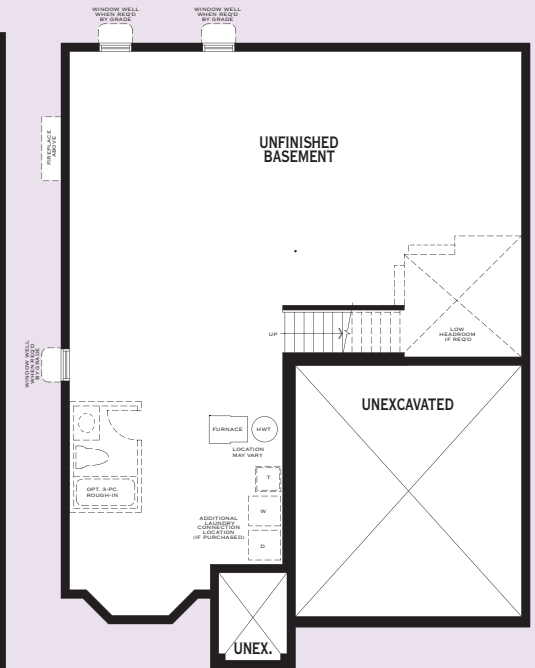 WINDOW WELL
WHEN REQ'D
BY GRADE
WINDOW WELL
WHEN REQ'D
BY GRADE
FIREPLACE
ABOVE
UNFINISHED
BASEMENT
UP
LOW
HEADROOM
IF REQ'D
WINDOW WELL
WHEN REQ'D
BY GRADE
UNEXCAVATED
FURNACE
HWT
LOCATION
MAY VARY
OPT. 3-PC.
ROUGH-IN
T
W
D
ADDITIONAL
LAUNDRY
CONNECTION
LOCATION
(IF PURCHASED)
UNEX.